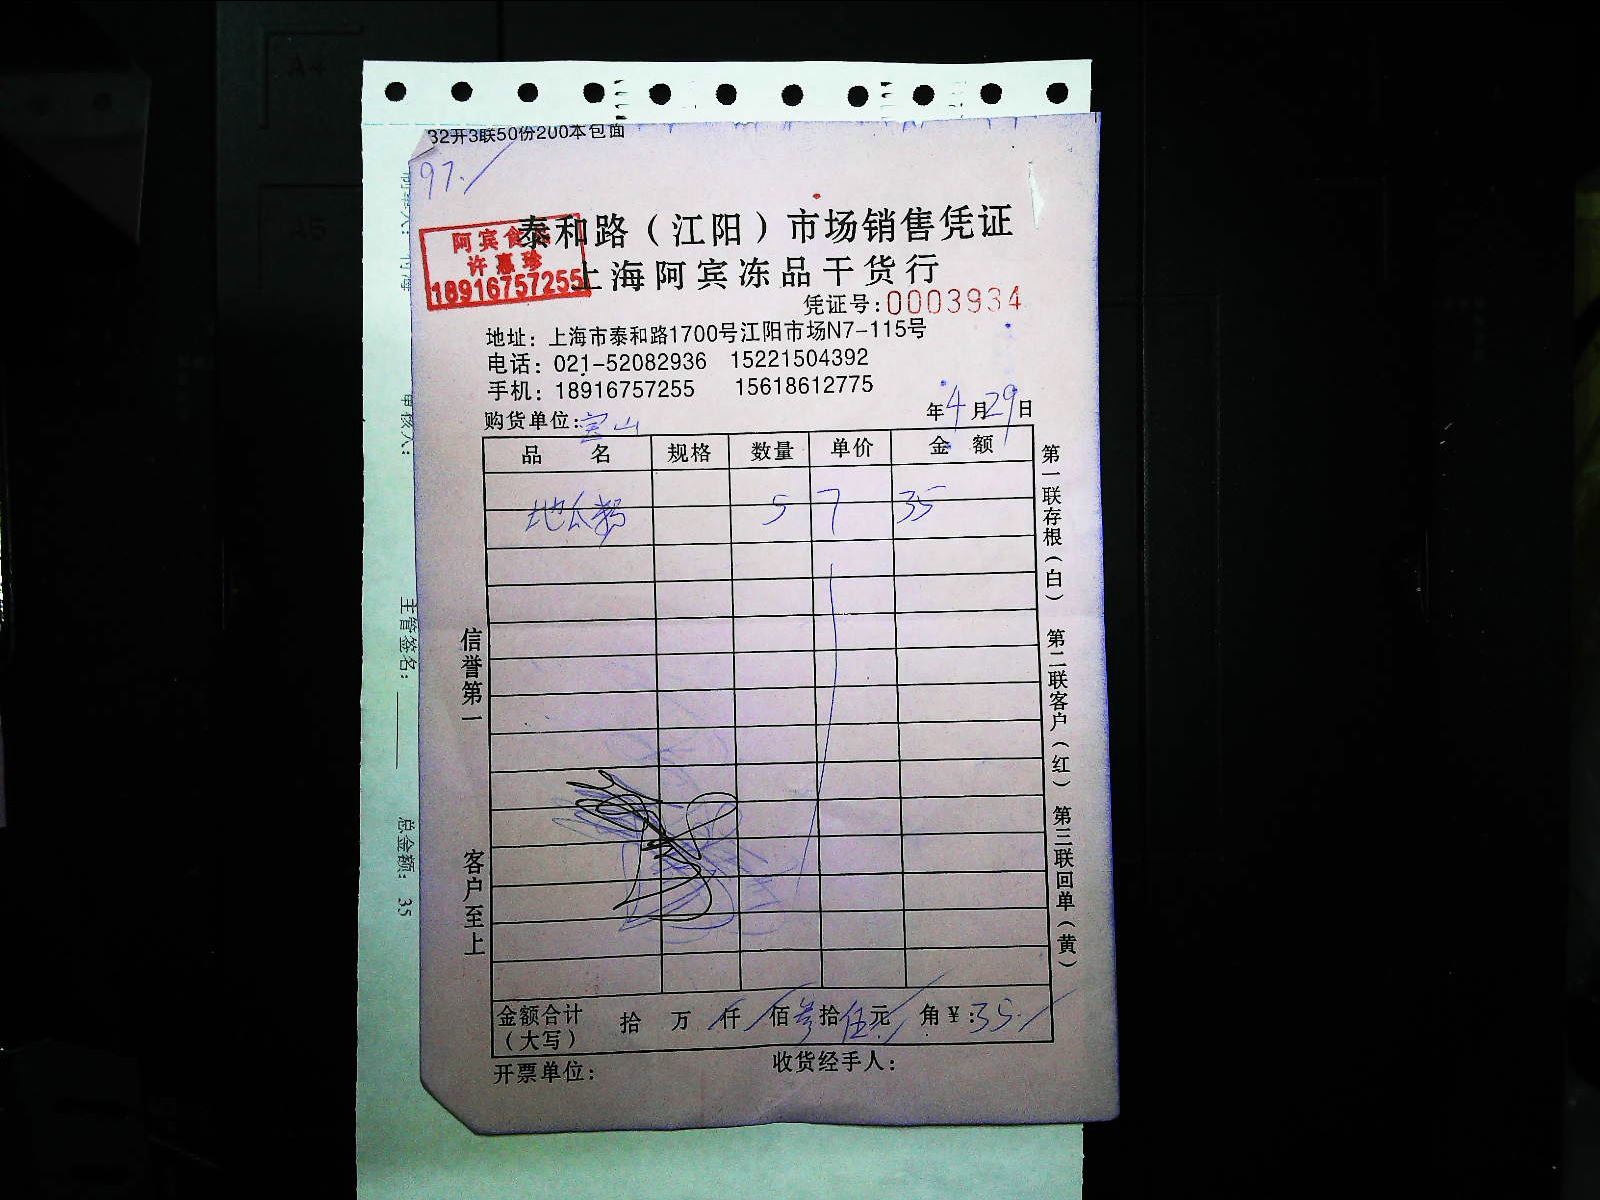 32开3联50份200本包面
97.
泰和路（江阳）市场销售凭证
阿宾食品
许惠珍
18916757255
上海阿宾冻品干货行
凭证号:0003934
地址：上海市泰和路1700号江阳市场N7-115号
电话：021-52082936 15221504392
手机：18916757255 15618612775
购货单位:宝山 年4月29日
品名 规格 数量 单价 金额
地瓜粉 5 7 35
金额合计（大写） 拾 万 仟 佰 叁拾伍元 角¥:35.
开票单位： 收货经手人：
信誉第一
客户至上
第一联存根（白） 第二联客户（红） 第三联回单（黄）
审核人：
主管签名：
总金额：35